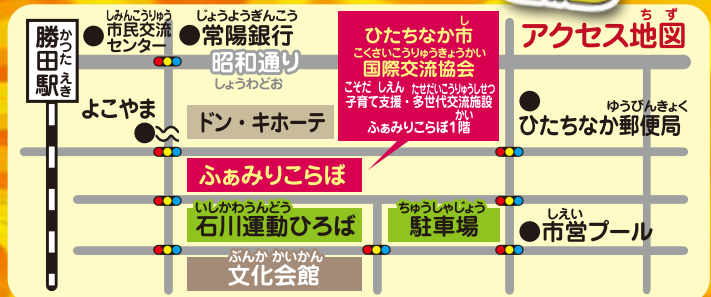 勝田駅
かつた えき
しみんこうりゅう
市民交流
センター
じょうようぎんこう
常陽銀行
昭和通り
しょうわどお
し
ひたちなか市
こくさいこうりゅうきょうかい
国際交流協会
こそだ しえん たせだいこうりゅうしせつ
子育て支援・多世代交流施設
かい
ふぁみりこらぼ1階
ちず
アクセス地図
よこやま
ドン・キホーテ
ゆうびんきょく
ひたちなか郵便局
ふぁみりこらぼ
いしかわうんどう
石川運動ひろば
ちゅうしゃじょう
駐車場
しえい
市営プール
ぶんか かいかん
文化会館